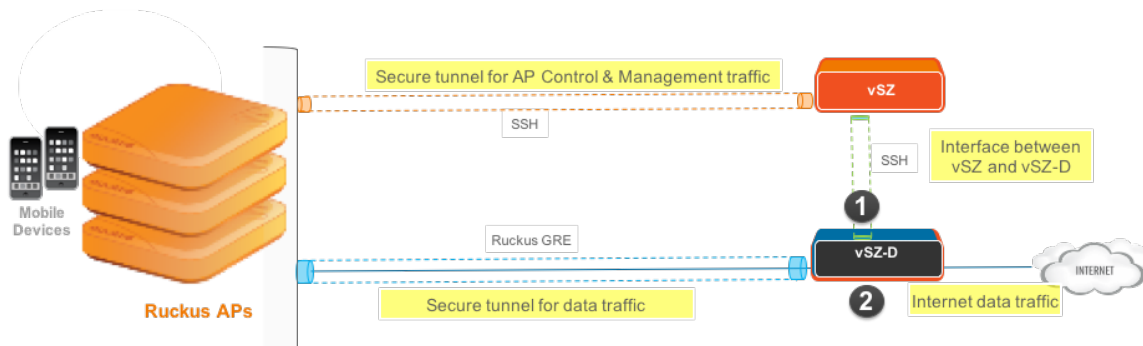 Secure tunnel for AP Control & Management traffic
vSZ
SSH
Interface between
vSZ and vSZ-D
SSH
Mobile
Devices
1
Ruckus GRE
vSZ-D
INTERNET
Ruckus APs
Secure tunnel for data traffic
2
Internet data traffic